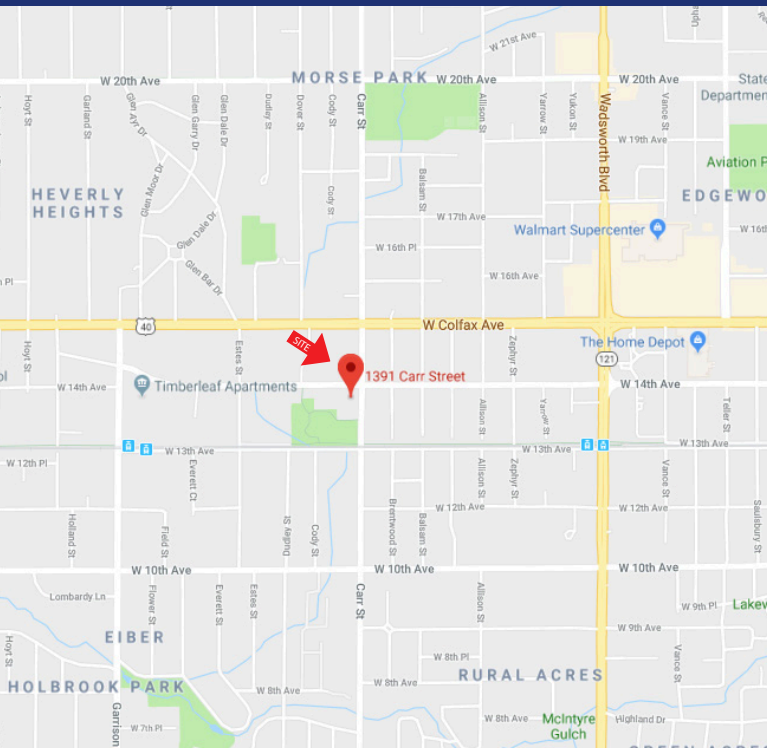 W 21st Ave
W 20th Ave
MORSE PARK
W 20th Ave
W 20th Ave
State
Departmen
Hoyt St
Garland St
Glen Ayr Dr
Glen Garry Dr
Glen Dale Dr
Dudley St
Dover St
Cody St
Carr St
Allison St
Yarrow St
Yukon St
Wadsworth Blvd
Vance St
W 19th Ave
Aviation P
HEVERLY
HEIGHTS
Glen Moor Dr
Cody St
Balsam St
EDGEWO
W 17th Ave
Glen Dale Dr
Walmart Supercenter
W 16th
W 16th Pl
Glen Bar Dr
W 16th Ave
Pl
40
W Colfax Ave
Hoyt St
Estes St
SITE
Zephyr St
The Home Depot
121
1391 Carr Street
W 14th Ave
Timberleaf Apartments
W 14th Ave
Allison St
Yarrow St
Teller St
W 13th Ave
W 13th Ave
W 13th Ave
W 12th Pl
Everett Ct
Allison St
Zephyr St
Vance St
Holland St
Field St
Dudley St
Cody St
Brentwood St
Balsam St
W 12th Ave
W 12th Ave
Saulsbury St
W 10th Ave
W 10th Ave
W 10th Ave
Lombardy Ln
Flower St
Everett St
Estes St
Carr St
Allison St
W 9th Pl
Lakew
EIBER
W 9th Ave
Hoyt St
W 8th Pl
Vance St
HOLBROOK PARK
W 8th Ave
W 8th Ave
RURAL ACRES
Garrison
W 7th Pl
W 8th Ave
McIntyre
Gulch
Highland Dr